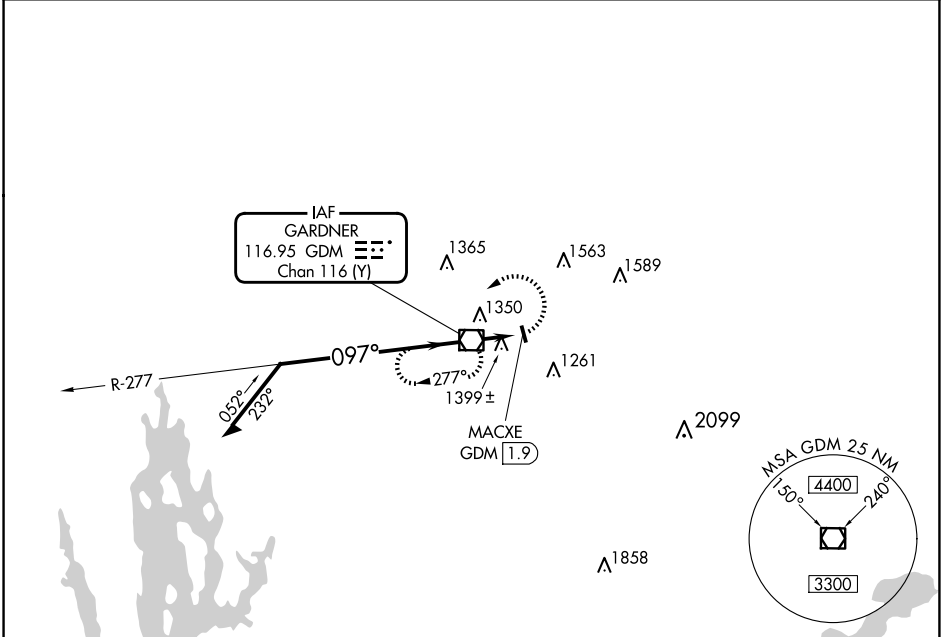 IAF
GARDNER
116.95 GDM
Chan 116 (Y)
1365
1563
1589
1350
097°
R-277
277°
1399 ±
1261
052°
232°
MACXE
GDM 1.9
2099
MSA GDM 25 NM
4400
150°
240°
1858
3300